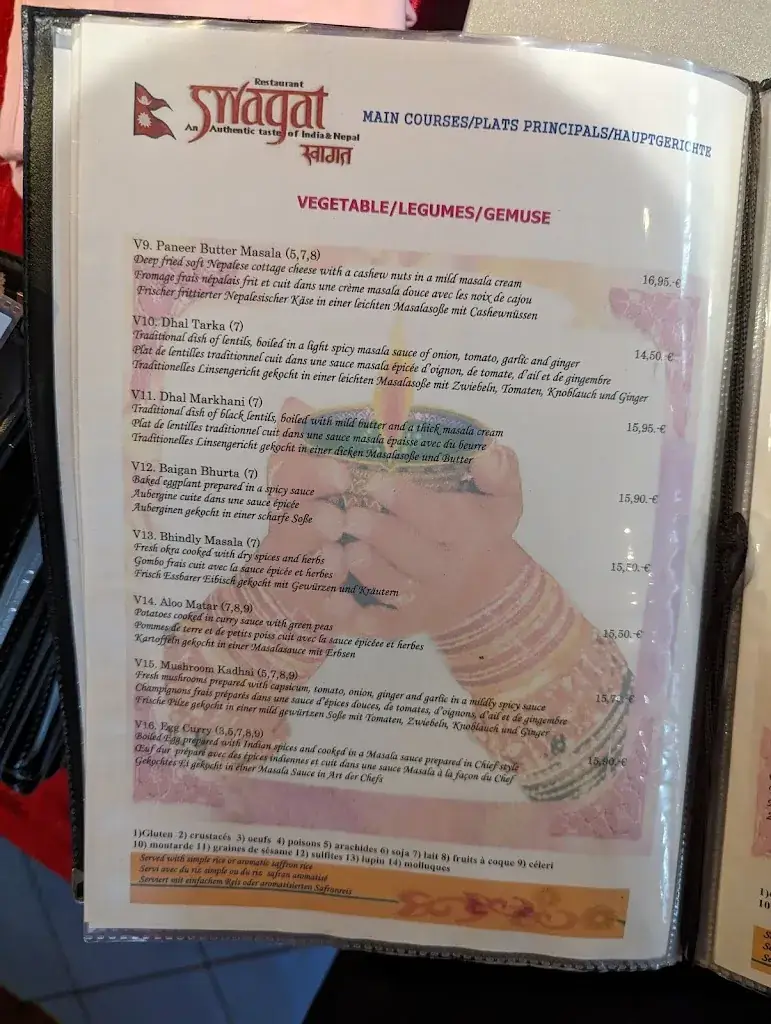 Restaurant
Swagat
An Authentic taste of India & Nepal
स्वागत
MAIN COURSES/PLATS PRINCIPALS/HAUPTGERICHTE
VEGETABLE/LEGUMES/GEMUSE
V9. Paneer Butter Masala (5,7,8)
Deep fried soft Nepalese cottage cheese with a cashew nuts in a mild masala cream 16,95.-€
Fromage frais népalais frit et cuit dans une crème masala douce avec les noix de cajou
Frischer frittierter Nepalesischer Käse in einer leichten Masalasoße mit Cashewnüssen
V10. Dhal Tarka (7)
Traditional dish of lentils, boiled in a light spicy masala sauce of onion, tomato, garlic and ginger 14,50.-€
Plat de lentilles traditionnel cuit dans une sauce masala épicée d'oignon, de tomate, d'ail et de gingembre
Traditionelles Linsengericht gekocht in einer leichten Masalasoße mit Zwiebeln, Tomaten, Knoblauch und Ginger
V11. Dhal Markhani (7)
Traditional dish of black lentils, boiled with mild butter and a thick masala cream 15,95.-€
Plat de lentilles traditionnel cuit dans une sauce masala épaisse avec du beurre
Traditionelles Linsengericht gekocht in einer dicken Masalasoße und Butter
V12. Baigan Bhurta (7)
Baked eggplant prepared in a spicy sauce 15,90.-€
Aubergine cuite dans une sauce épicée
Auberginen gekocht in einer scharfe Soße
V13. Bhindly Masala (7)
Fresh okra cooked with dry spices and herbs
Gombo frais cuit avec la sauce épicée et herbes
Frisch Essbarer Eibisch gekocht mit Gewürzen und Kräutern
V14. Aloo Matar (7,8,9)
Potatoes cooked in curry sauce with green peas 15,50.-€
Pommes de terre et de petits poiss cuit avec la sauce épicéee et herbes
Kartoffeln gekocht in einer Masalasauce mit Erbsen
V15. Mushroom Kadhai (5,7,8,9)
Fresh mushrooms prepared with capsicum, tomato, onion, ginger and garlic in a mildly spicy sauce
Champignons frais préparés dans une sauce d'épices douces, de tomates, d'oignons, d'ail et de gingembre
Frische Pilze gekocht in einer mild gewürtzen Soße mit Tomaten, Zwiebeln, Knoblauch und Ginger
V16. Egg Curry (3,5,7,8,9)
Boiled Egg prepared with Indian spices and cooked in a Masala sauce prepared in Chief style
Œuf dur préparé avec des épices indiennes et cuit dans une sauce Masala à la façon du Chef
Gekochtes Ei gekocht in einer Masala Sauce in Art der Chefs
1)Gluten 2) crustacés 3) oeufs 4) poisons 5) arachides 6) soja 7) lait 8) fruits à coque 9) céleri
10) moutarde 11) graines de sésame 12) sulfites 13) lupin 14) molluques
Served with simple rice or aromatic saffron rice
Servi avec du riz simple ou du riz safran aromatisé
Serviert mit einfachem Reis oder aromatisierten Safranreis